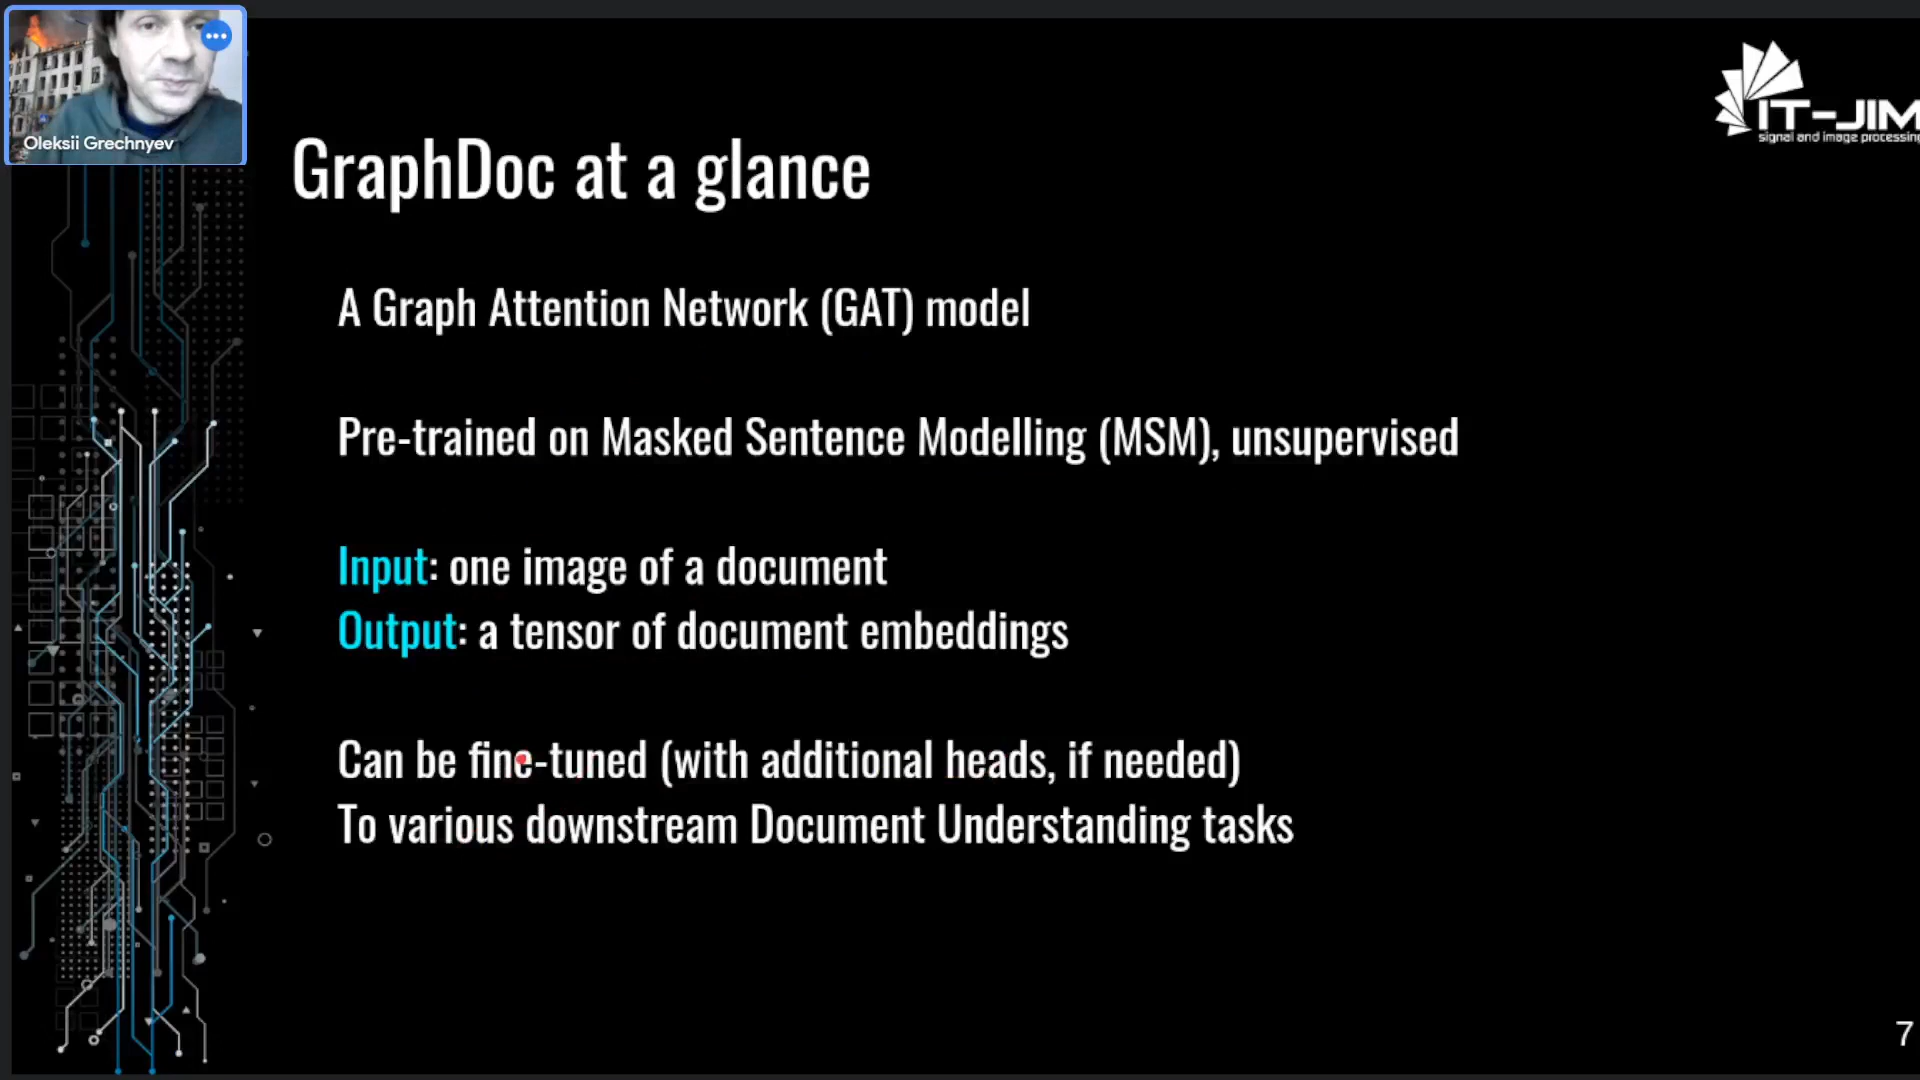 Oleksii Grechnyev
IT-JIM
signal and image processing
GraphDoc at a glance
A Graph Attention Network (GAT) model
Pre-trained on Masked Sentence Modelling (MSM), unsupervised
Input: one image of a document
Output: a tensor of document embeddings
Can be fine-tuned (with additional heads, if needed)
To various downstream Document Understanding tasks
7